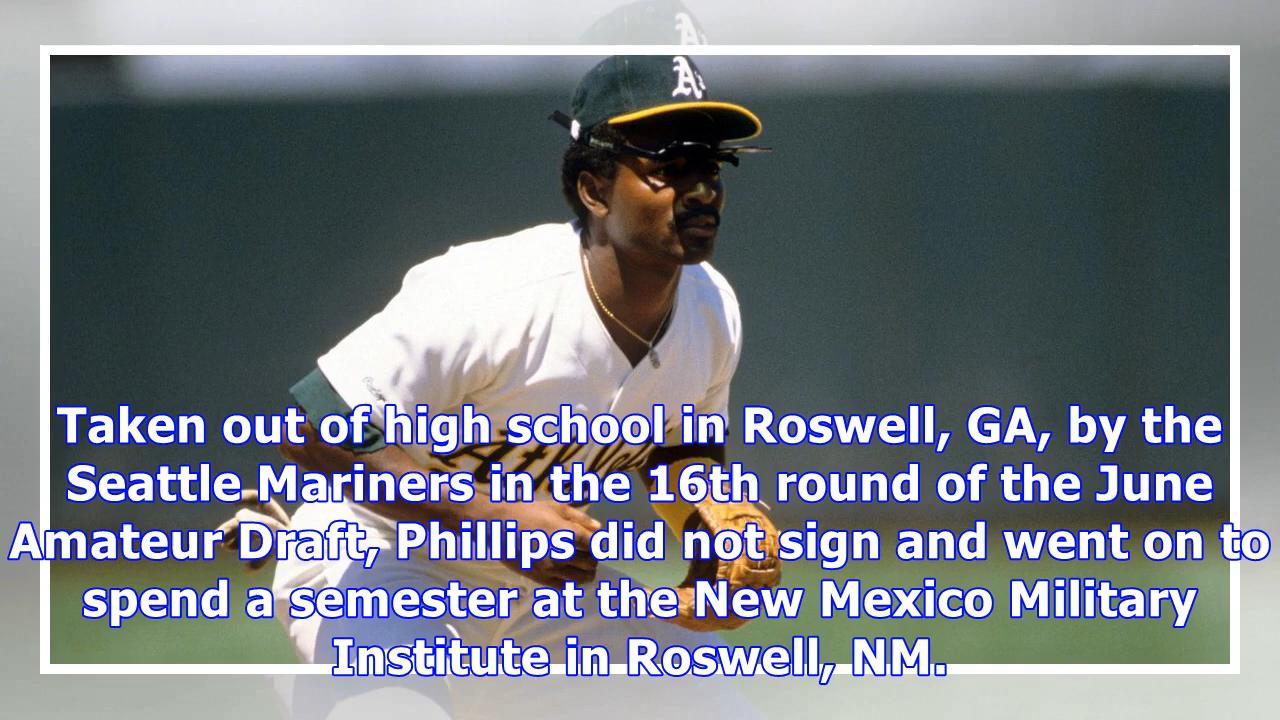 A's
Taken out of high school in Roswell, GA, by the
Seattle Mariners in the 16th round of the June
Amateur Draft, Phillips did not sign and went on to
spend a semester at the New Mexico Military
Institute in Roswell, NM.